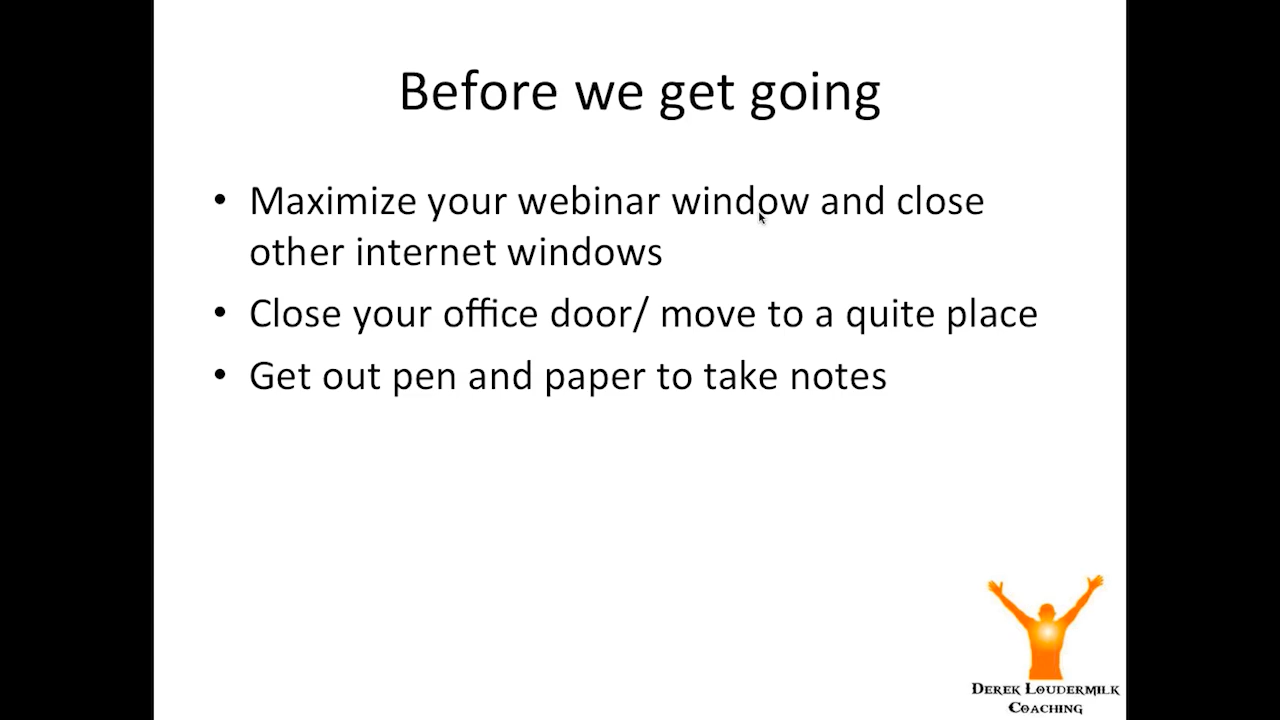 Before we get going
• Maximize your webinar window and close
other internet windows
• Close your office door/ move to a quite place
• Get out pen and paper to take notes
Derek Loudermilk
Coaching